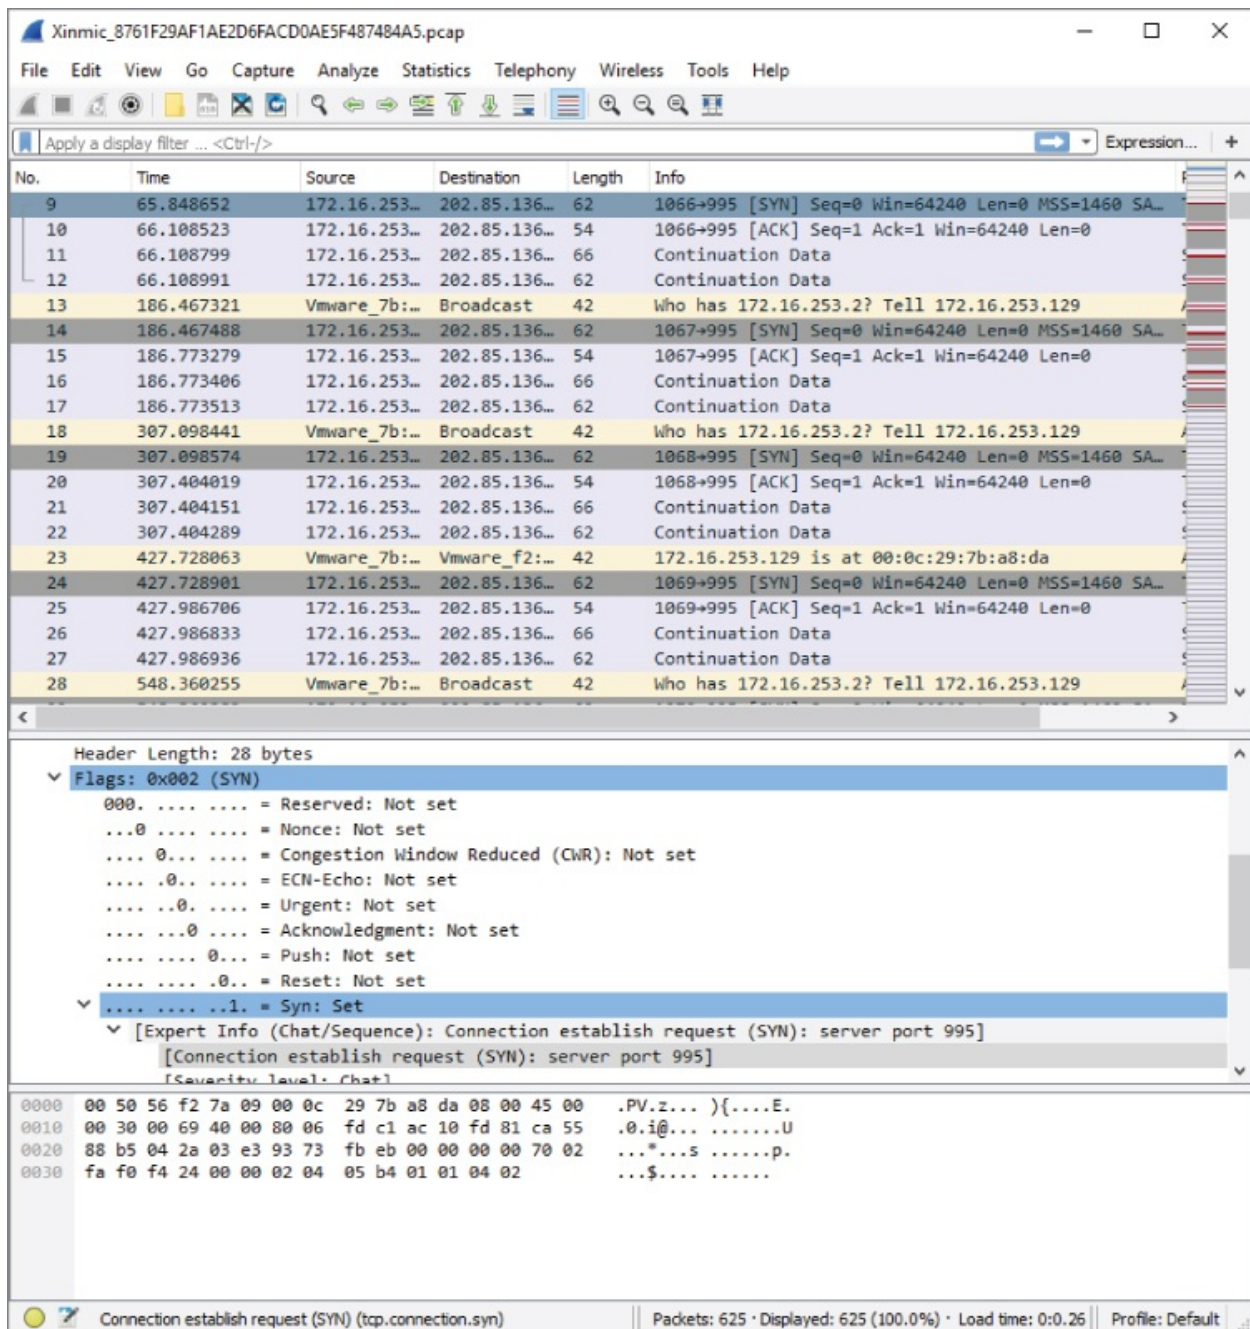 Xinmic_8761F29AF1AE2D6FACD0AE5F487484A5.pcap
File Edit View Go Capture Analyze Statistics Telephony Wireless Tools Help
Apply a display filter ... <Ctrl-/> Expression... +
No. Time Source Destination Length Info
9 65.848652 172.16.253… 202.85.136… 62 1066→995 [SYN] Seq=0 Win=64240 Len=0 MSS=1460 SA…
10 66.108523 172.16.253… 202.85.136… 54 1066→995 [ACK] Seq=1 Ack=1 Win=64240 Len=0
11 66.108799 172.16.253… 202.85.136… 66 Continuation Data
12 66.108991 172.16.253… 202.85.136… 62 Continuation Data
13 186.467321 Vmware_7b:… Broadcast 42 Who has 172.16.253.2? Tell 172.16.253.129
14 186.467488 172.16.253… 202.85.136… 62 1067→995 [SYN] Seq=0 Win=64240 Len=0 MSS=1460 SA…
15 186.773279 172.16.253… 202.85.136… 54 1067→995 [ACK] Seq=1 Ack=1 Win=64240 Len=0
16 186.773406 172.16.253… 202.85.136… 66 Continuation Data
17 186.773513 172.16.253… 202.85.136… 62 Continuation Data
18 307.098441 Vmware_7b:… Broadcast 42 Who has 172.16.253.2? Tell 172.16.253.129
19 307.098574 172.16.253… 202.85.136… 62 1068→995 [SYN] Seq=0 Win=64240 Len=0 MSS=1460 SA…
20 307.404019 172.16.253… 202.85.136… 54 1068→995 [ACK] Seq=1 Ack=1 Win=64240 Len=0
21 307.404151 172.16.253… 202.85.136… 66 Continuation Data
22 307.404289 172.16.253… 202.85.136… 62 Continuation Data
23 427.728063 Vmware_7b:… Vmware_f2:… 42 172.16.253.129 is at 00:0c:29:7b:a8:da
24 427.728901 172.16.253… 202.85.136… 62 1069→995 [SYN] Seq=0 Win=64240 Len=0 MSS=1460 SA…
25 427.986706 172.16.253… 202.85.136… 54 1069→995 [ACK] Seq=1 Ack=1 Win=64240 Len=0
26 427.986833 172.16.253… 202.85.136… 66 Continuation Data
27 427.986936 172.16.253… 202.85.136… 62 Continuation Data
28 548.360255 Vmware_7b:… Broadcast 42 Who has 172.16.253.2? Tell 172.16.253.129
Header Length: 28 bytes
Flags: 0x002 (SYN)
000. .... .... = Reserved: Not set
...0 .... .... = Nonce: Not set
.... 0... .... = Congestion Window Reduced (CWR): Not set
.... .0.. .... = ECN-Echo: Not set
.... ..0. .... = Urgent: Not set
.... ...0 .... = Acknowledgment: Not set
.... .... 0... = Push: Not set
.... .... .0.. = Reset: Not set
.... .... ..1. = Syn: Set
[Expert Info (Chat/Sequence): Connection establish request (SYN): server port 995]
[Connection establish request (SYN): server port 995]
[Severity level: Chat]
0000 00 50 56 f2 7a 09 00 0c 29 7b a8 da 08 00 45 00 .PV.z... ){....E.
0010 00 30 00 69 40 00 80 06 fd c1 ac 10 fd 81 ca 55 .0.i@... .......U
0020 88 b5 04 2a 03 e3 93 73 fb eb 00 00 00 00 70 02 ...*...s ......p.
0030 fa f0 f4 24 00 00 02 04 05 b4 01 01 04 02 ...$.... ......
Connection establish request (SYN) (tcp.connection.syn) Packets: 625 · Displayed: 625 (100.0%) · Load time: 0:0.26 Profile: Default